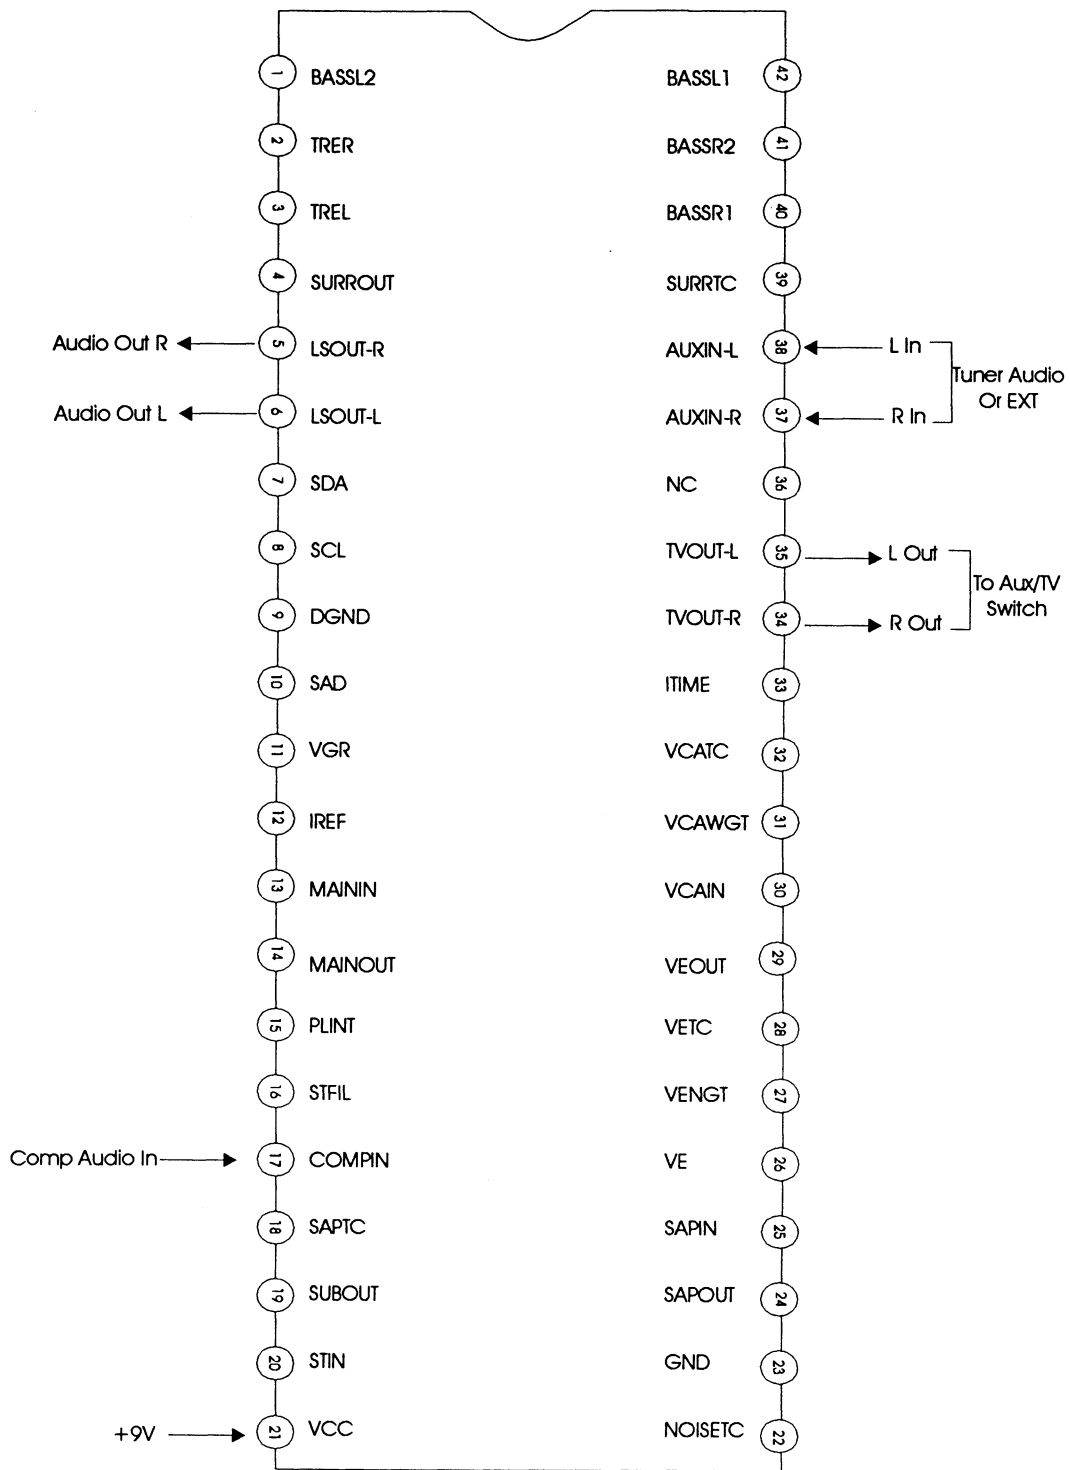 1 BASSL2 BASSL1 42
2 TRER BASSR2 41
3 TREL BASSR1 40
4 SURROUT SURRTC 39
Audio Out R 5 LSOUT-R AUXIN-L 38 L In
Tuner Audio
Or EXT
Audio Out L 6 LSOUT-L AUXIN-R 37 R In
7 SDA NC 36
8 SCL TVOUT-L 35 L Out
To Aux/TV
Switch
9 DGND TVOUT-R 34 R Out
10 SAD ITIME 33
11 VGR VCATC 32
12 IREF VCAWGT 31
13 MAININ VCAIN 30
14 MAINOUT VEOUT 29
15 PLINT VETC 28
16 STFIL VENGT 27
Comp Audio In 17 COMPIN VE 26
18 SAPTC SAPIN 25
19 SUBOUT SAPOUT 24
20 STIN GND 23
+9V 21 VCC NOISETC 22